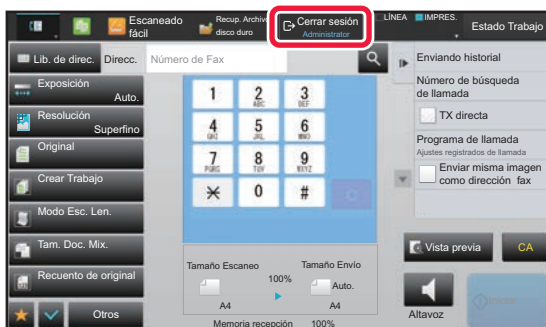 Escaneado
fácil
Recup. Archivo
disco duro
Cerrar sesión
Administrator
LÍNEA
IMPRES.
Estado Trabajo
Lib. de direc.
Direcc.
Número de Fax
Exposición
Auto.
Resolución
Superfino
Original
Crear Trabajo
Modo Esc. Len.
Tam. Doc. Mix.
Recuento de original
Otros
1
2 ABC
3 DEF
4 GHI
5 JKL
6 MNO
7 PQRS
8 TUV
9 WXYZ
0
#
Tamaño Escaneo
100%
Tamaño Envío
Auto.
A4
A4
Memoria recepción 100%
Enviando historial
Número de búsqueda
de llamada
TX directa
Programa de llamada
Ajustes registrados de llamada
Enviar misma imagen
como dirección fax
Vista previa
CA
Altavoz
Iniciar